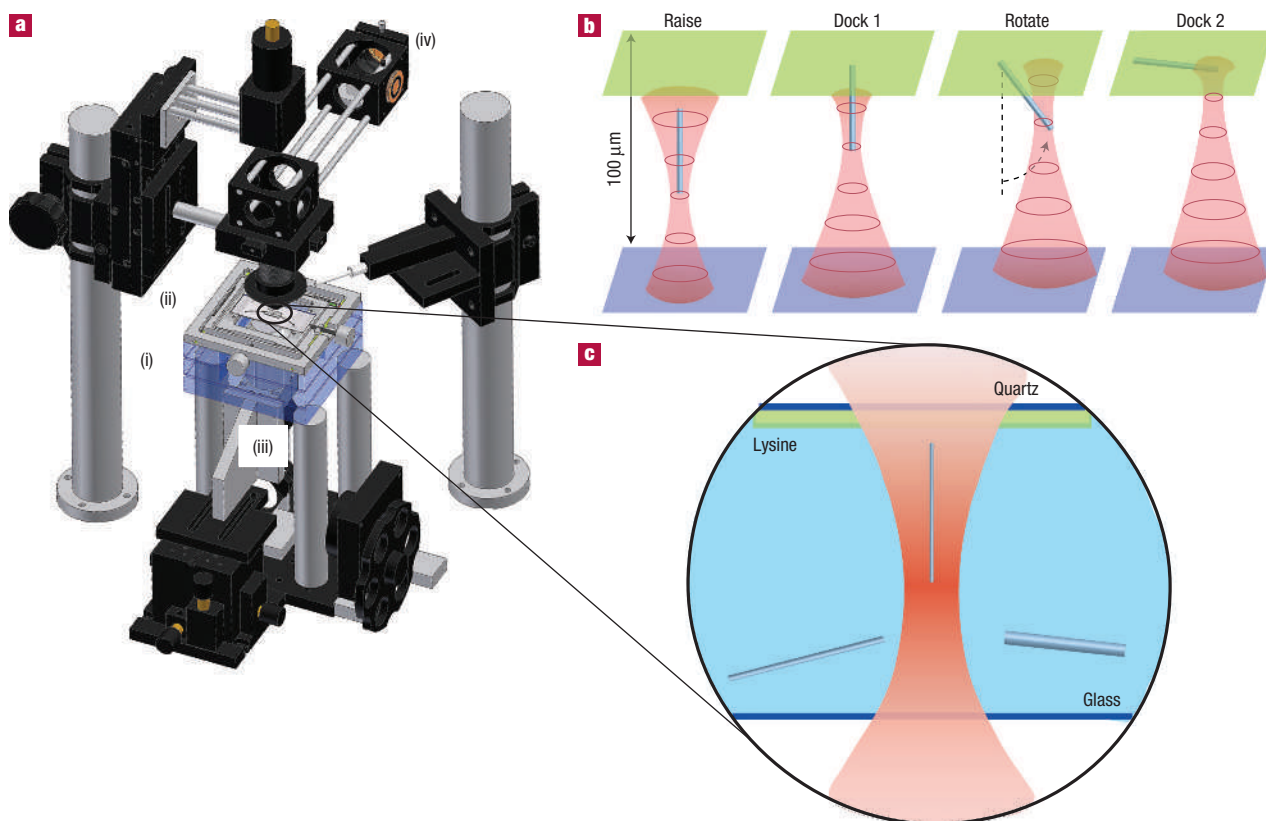 a
(iv)
(ii)
(i)
(iii)
b
Raise
Dock 1
Rotate
Dock 2
100 μm
c
Quartz
Lysine
Glass